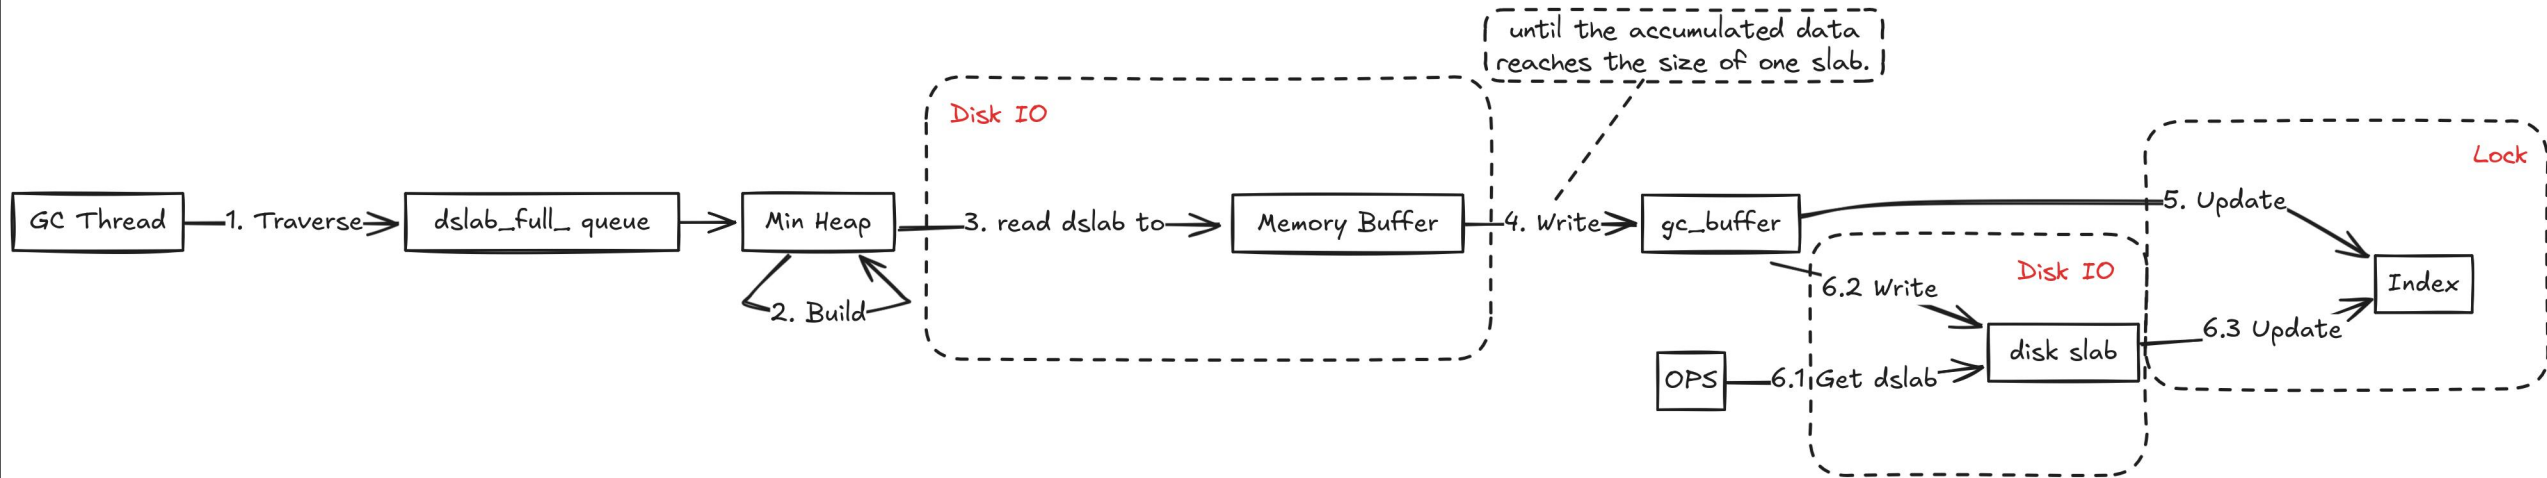 until the accumulated data
reaches the size of one slab.
Disk IO
Lock
GC Thread
1. Traverse
dslab_full_ queue
Min Heap
2. Build
3. read dslab to
Memory Buffer
4. Write
gc_buffer
5. Update
Disk IO
6.2 Write
Index
6.3 Update
disk slab
OPS
6.1 Get dslab